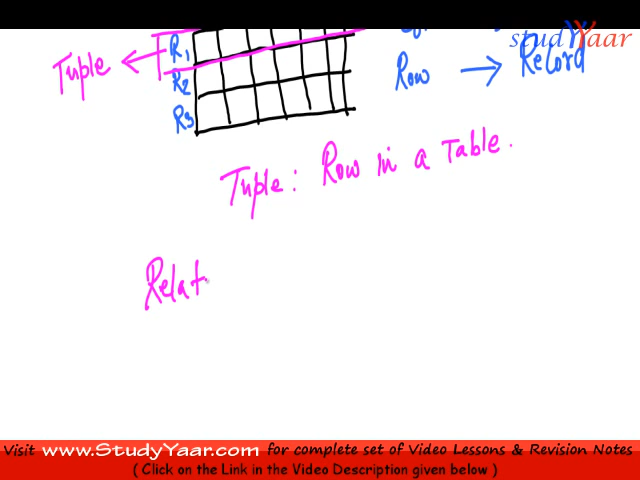 studYYaar
R1
Tuple ← R2 Row → Record
R3
Tuple: Row in a Table.
Relat
Visit www.StudyYaar.com for complete set of Video Lessons & Revision Notes
( Click on the Link in the Video Description given below )